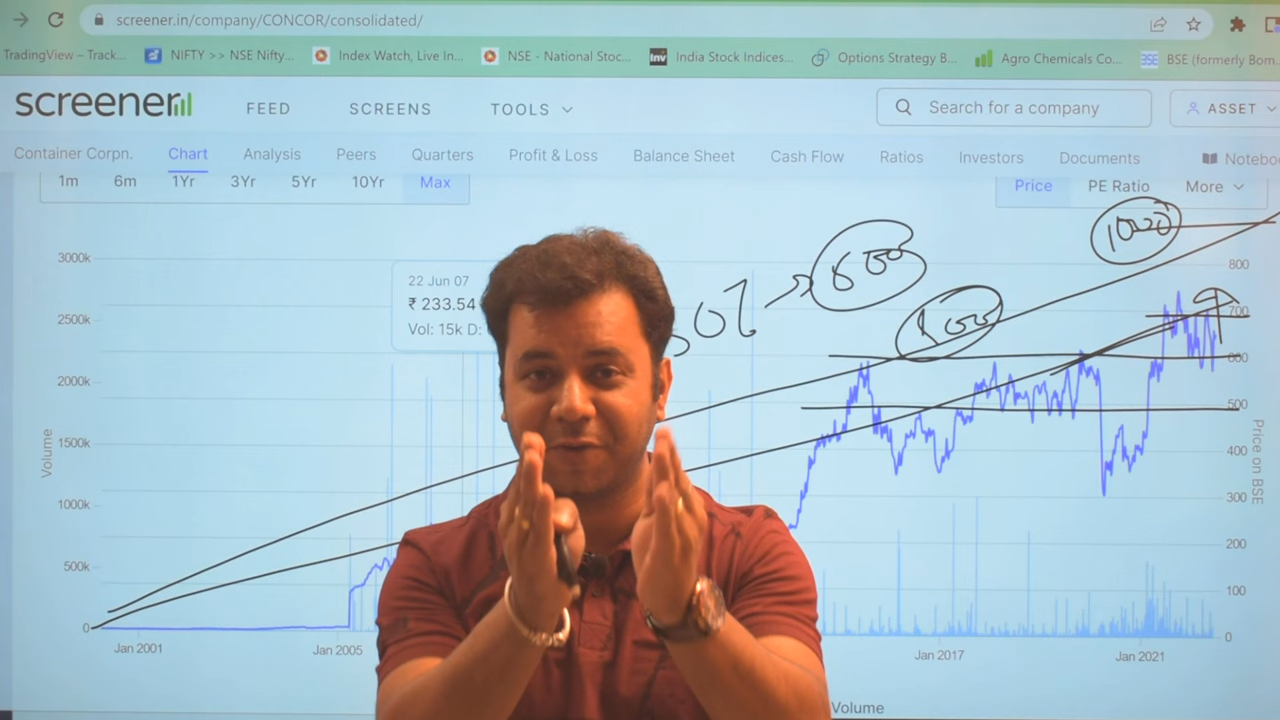 screener.in/company/CONCOR/consolidated/
TradingView – Track... NIFTY >> NSE Nifty... Index Watch, Live In... NSE - National Stoc... Inv India Stock Indices... Options Strategy B... Agro Chemicals Co... BSE BSE (formerly Bom...
screener FEED SCREENS TOOLS Search for a company ASSET
Container Corpn. Chart Analysis Peers Quarters Profit & Loss Balance Sheet Cash Flow Ratios Investors Documents Notebo
1m 6m 1Yr 3Yr 5Yr 10Yr Max Price PE Ratio More
1000
3000k 800
22 Jun 07
₹ 233.54
Vol: 15k D:
2500k 700
2000k 600
500
1500k 400
1000k 300
500k 200
100
0 0
Volume
Price on BSE
Jan 2001 Jan 2005 Jan 2017 Jan 2021
Volume